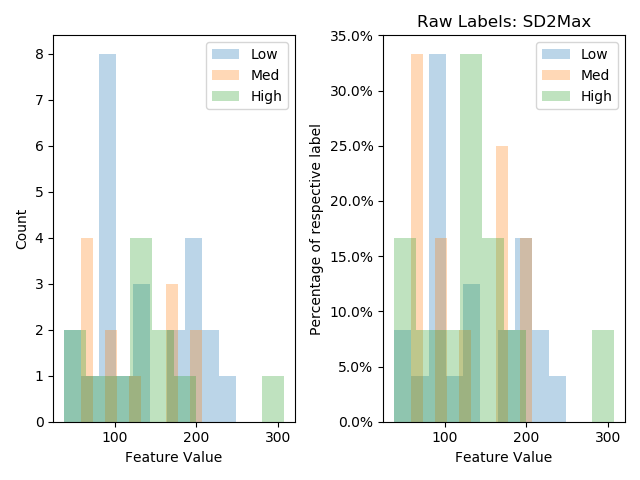 8
7
6
5
4
3
2
1
0
Count
100
200
300
Feature Value
Low
Med
High
Raw Labels: SD2Max
35.0%
30.0%
25.0%
20.0%
15.0%
10.0%
5.0%
0.0%
Percentage of respective label
100
200
300
Feature Value
Low
Med
High